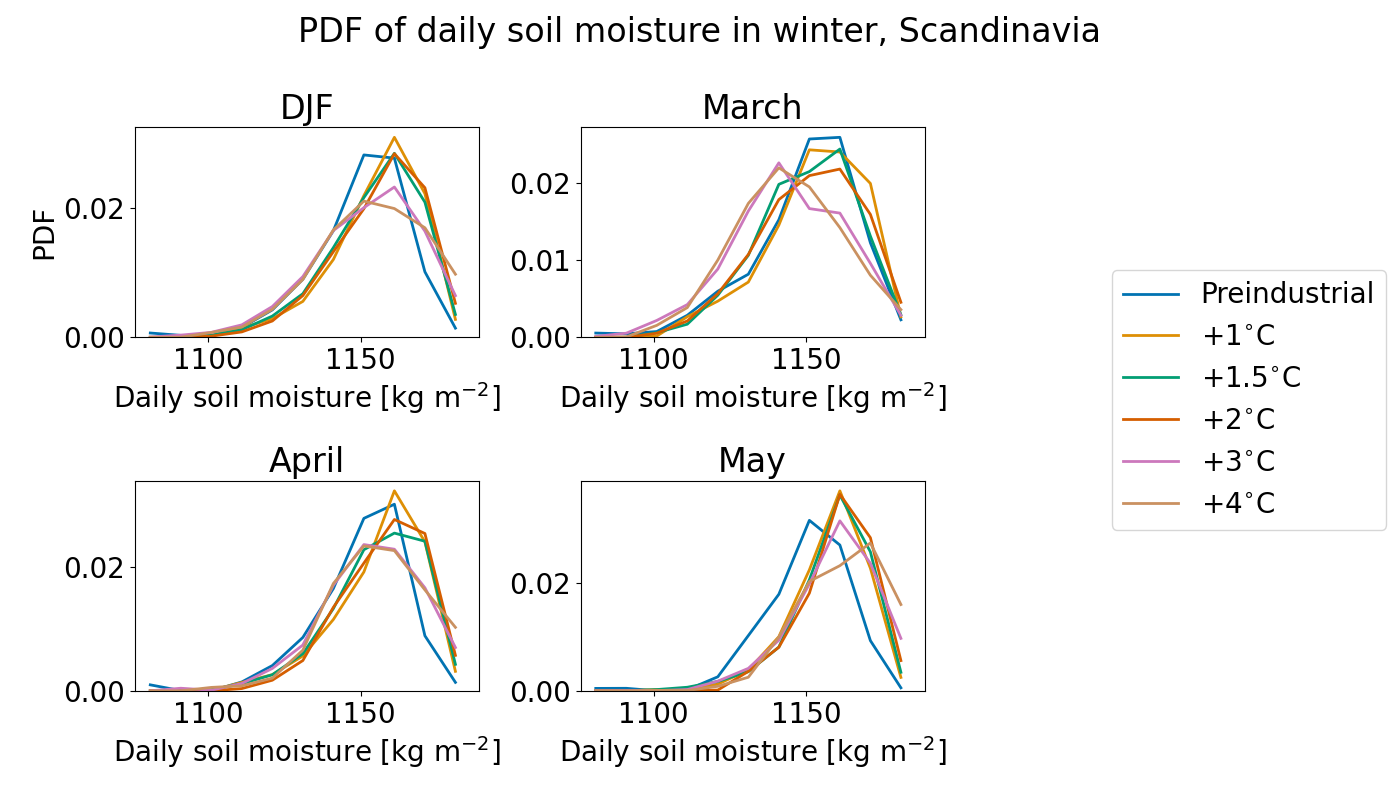 PDF of daily soil moisture in winter, Scandinavia
DJF
March
PDF
0.02
0.00
1100 1150
Daily soil moisture [kg m⁻²]
0.02
0.01
0.00
1100 1150
Daily soil moisture [kg m⁻²]
April
May
0.02
0.00
1100 1150
Daily soil moisture [kg m⁻²]
0.02
0.00
1100 1150
Daily soil moisture [kg m⁻²]
Preindustrial
+1°C
+1.5°C
+2°C
+3°C
+4°C